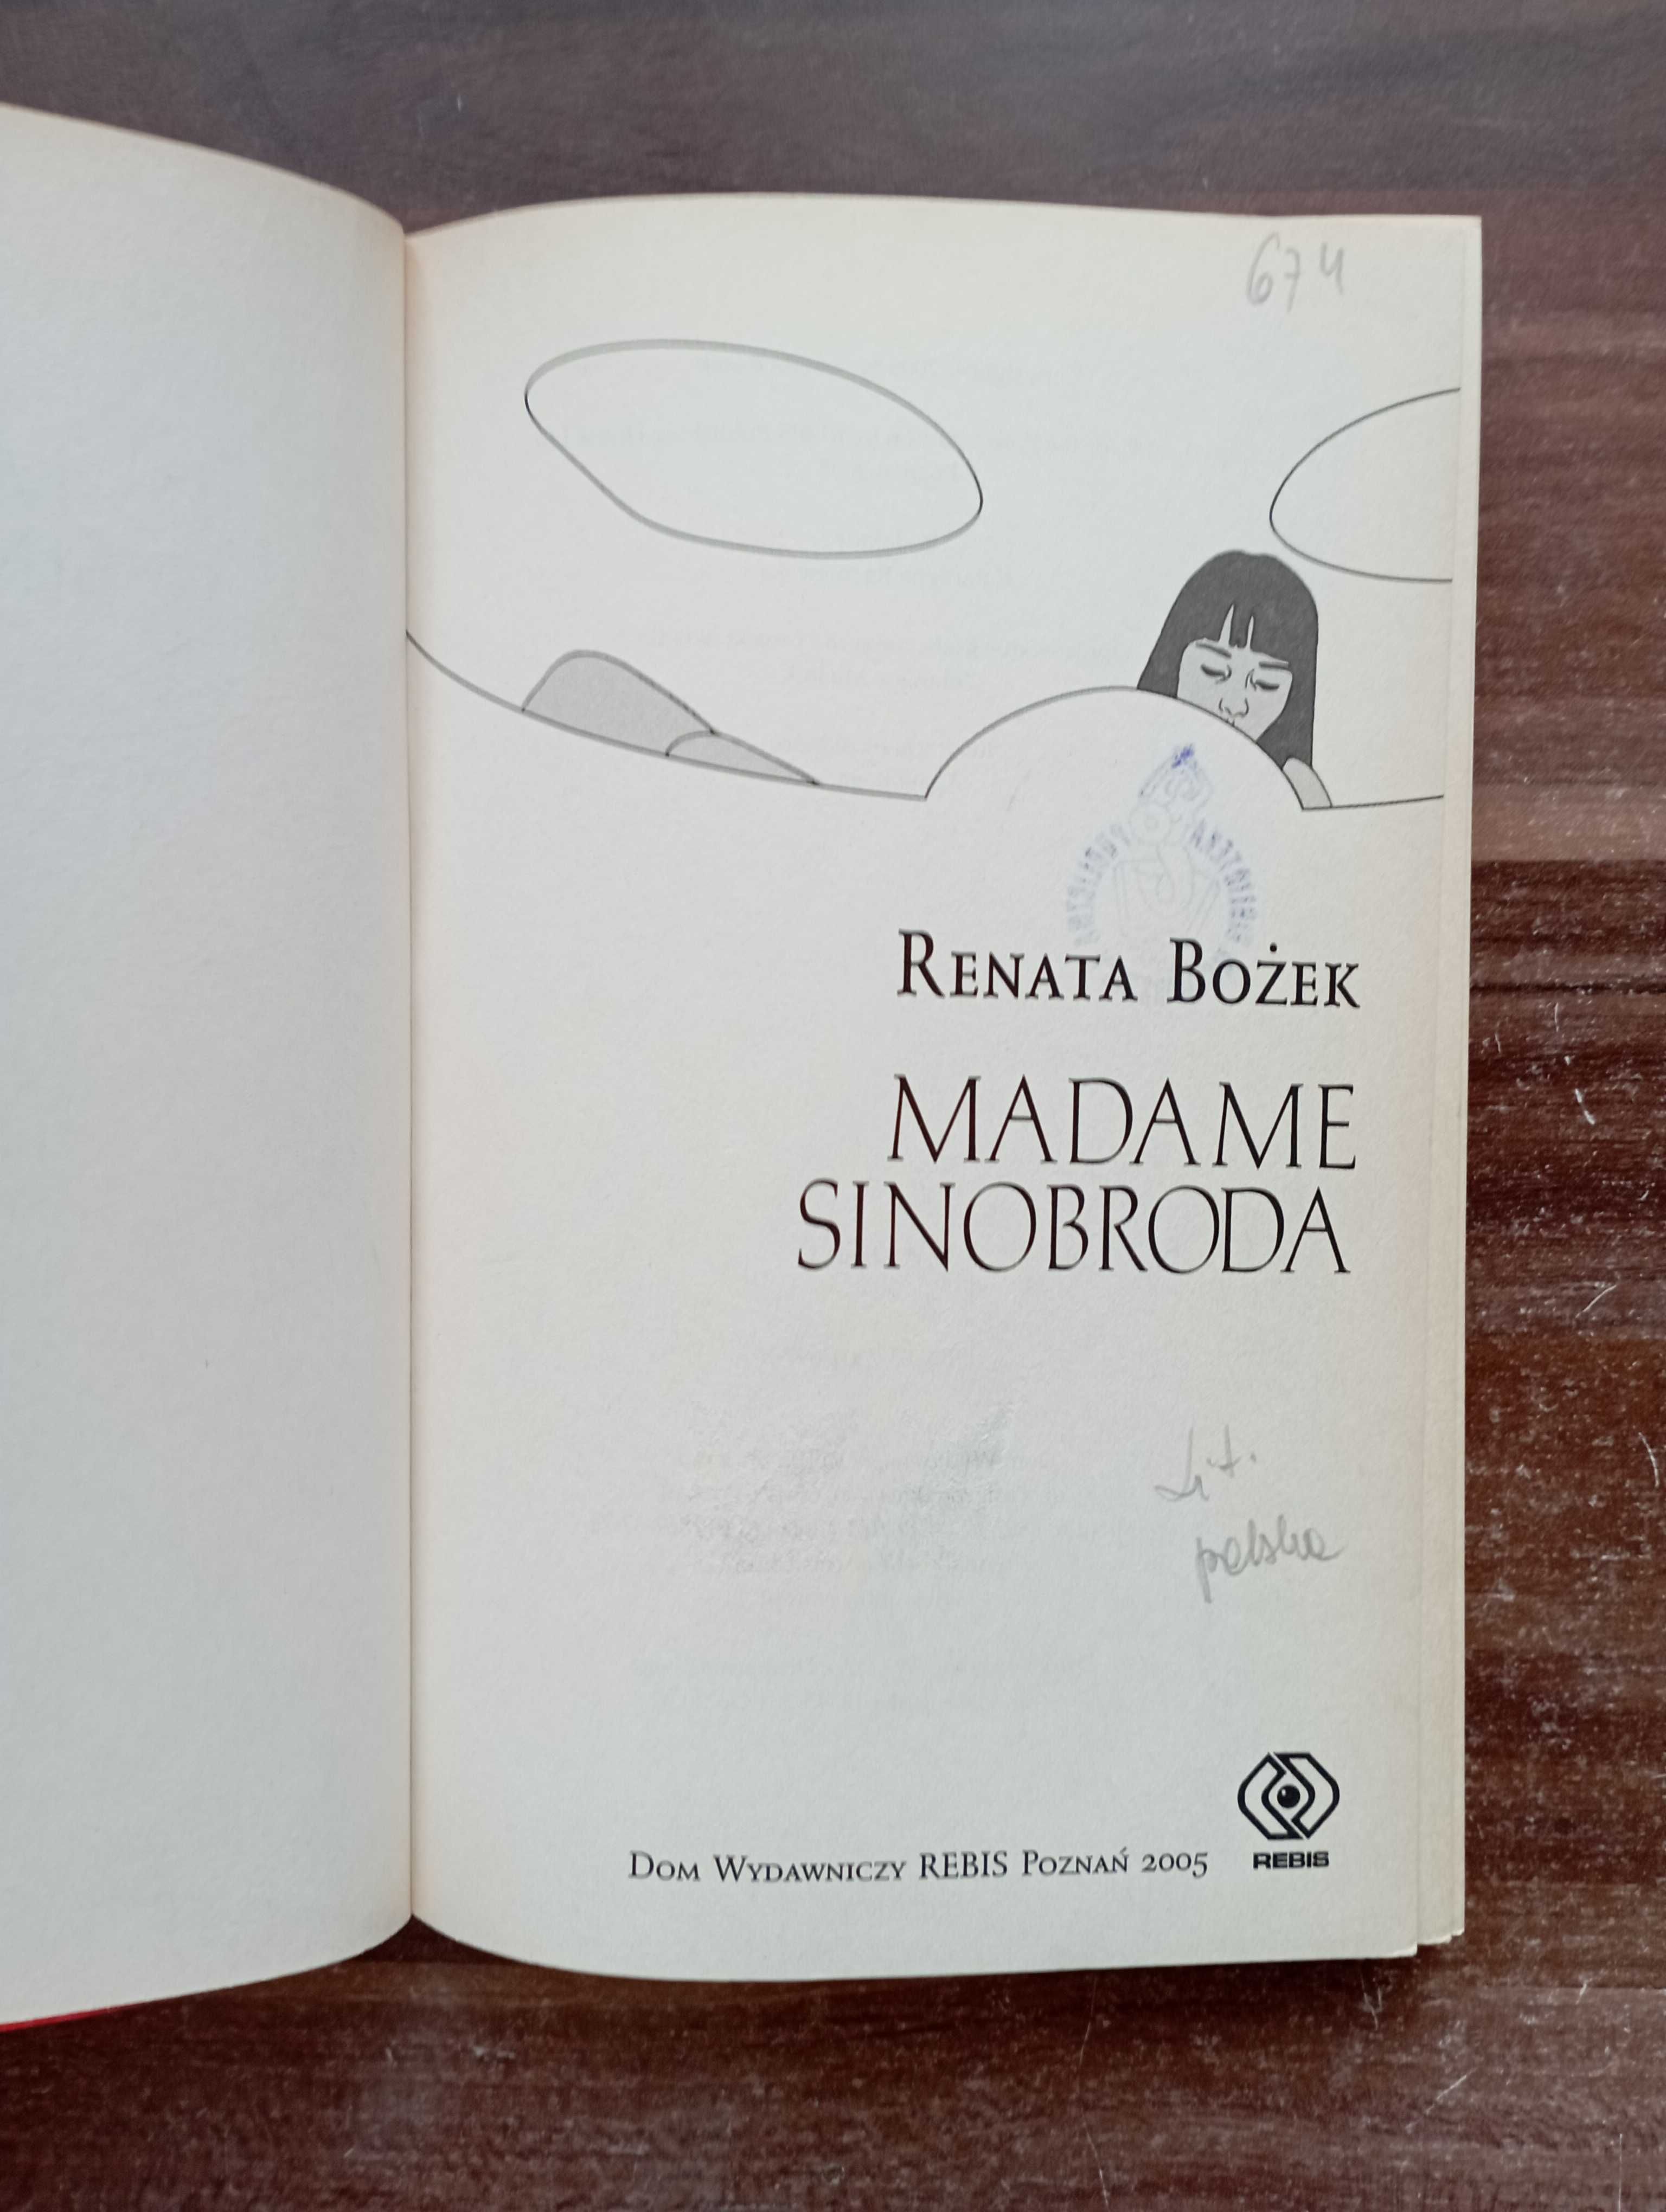 674
RENATA BOŻEK
MADAME
SINOBRODA
Lit.
polska
DOM WYDAWNICZY REBIS POZNAŃ 2005
REBIS